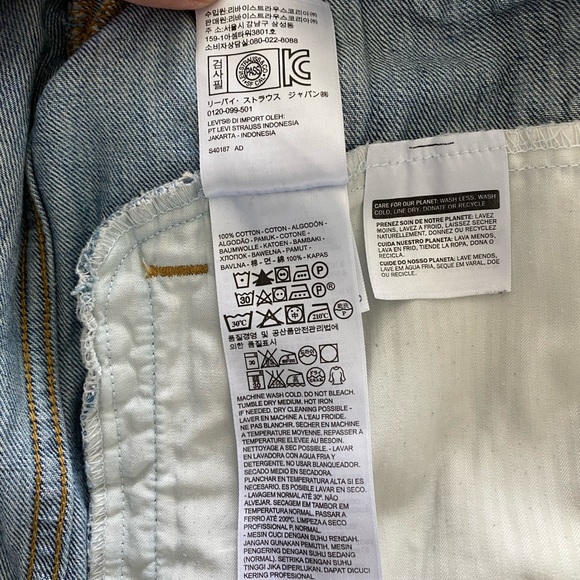 수입원:리바이스트라우스코리아(유)
판매원:리바이스트라우스코리아(유)
주 소:서울시 강남구 삼성동
159-1아셈타워3801호
소비자상담실:080-022-8088
검사필
PASS
リーバイ・ストラウス ジャパン㈱
0120-099-501
LEVI'S® DI IMPORT OLEH:
PT LEVI STRAUSS INDONESIA
JAKARTA - INDONESIA
S40187 AD
100% COTTON - COTON - ALGODÓN -
ALGODÃO - PAMUK - COTONE -
BAUMWOLLE - KATOEN - BAMBAKI -
ХЛОПОК - BAWEŁNA - PAMUT -
BAVLNA - 棉 - 면 - 綿 100% - KAPAS
30 P
30 P®
30℃ 中 210℃
품질경영 및 공산품안전관리법에
의한 품질표시
MACHINE WASH COLD. DO NOT BLEACH.
TUMBLE DRY MEDIUM. HOT IRON
IF NEEDED. DRY CLEANING POSSIBLE -
LAVER EN MACHINE A L'EAU FROIDE.
NE PAS BLANCHIR. SECHER EN MACHINE
A TEMPERATURE MOYENNE. REPASSER A
TEMPERATURE ELEVEE AU BESOIN.
NETTOYAGE A SEC POSSIBLE - LAVAR
EN LAVADORA CON AGUA FRIA Y
DETERGENTE. NO USAR BLANQUEADOR.
SECADO MEDIO EN SECADORA.
PLANCHAR EN TEMPERATURA ALTA SI ES
NECESARIO. POSIBLE LAVADO EN SECO.
- LAVAGEM NORMAL ATÉ 30º. NÃO
ALVEJAR. SECAGEM EM TAMBOR EM
TEMPERATURA NORMAL. PASSAR A
FERRO ATÉ 200ºC. LIMPEZA A SECO
PROFISSIONAL P, NORMAL.
- MESIN CUCI DENGAN SUHU RENDAH.
JANGAN DIPUTIHKAN. MESIN
PENGERING DENGAN SUHU SEDANG
(NORMAL). SETRIKA DENGAN SUHU
TINGGI JIKA DIPERLUKAN. DAPAT DICUCI
KERING PROFESIONAL
CARE FOR OUR PLANET: WASH LESS, WASH
COLD, LINE DRY, DONATE OR RECYCLE
PRENEZ SOIN DE NOTRE PLANETE: LAVEZ
MOINS, LAVEZ A FROID, LAISSEZ SECHER
NATURELLEMENT, DONNEZ OU RECYCLEZ.
CUIDA NUESTRO PLANETA: LAVA MENOS,
LAVA EN FRIO, TIENDE LA ROPA, DONA O
RECICLA.
CUIDE DO NOSSO PLANETA: LAVE MENOS,
LAVE EM AGUA FRIA, SEQUE EM VARAL, DOE
OU RECICLE.